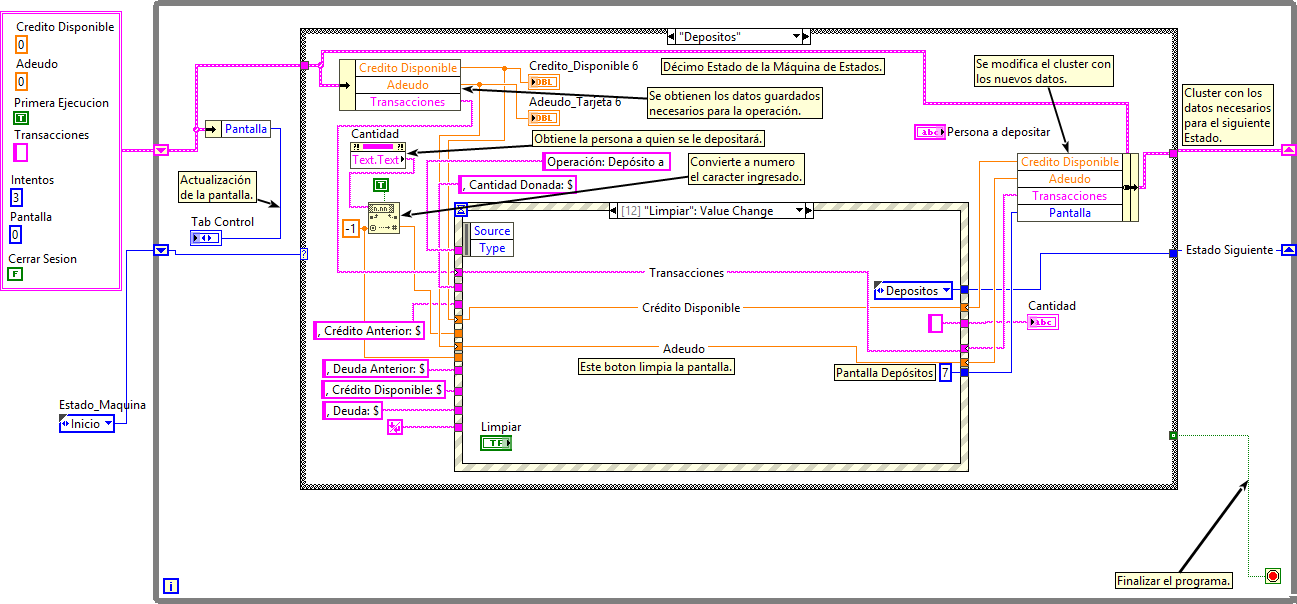 Credito Disponible
0
Adeudo
0
Primera Ejecucion
T
Transacciones
Intentos
3
Pantalla
0
Cerrar Sesion
F
Estado_Maquina
Inicio
Pantalla
Actualización
de la pantalla.
Tab Control
"Depositos"
Credito Disponible
Adeudo
Transacciones
Credito_Disponible 6
DBL
Adeudo_Tarjeta 6
DBL
Décimo Estado de la Máquina de Estados.
Se obtienen los datos guardados
necesarios para la operación.
Cantidad
Text.Text
Obtiene la persona a quien se le depositará.
Operación: Depósito a
Convierte a numero
el caracter ingresado.
, Cantidad Donada: $
T
-1
[12] "Limpiar": Value Change
Source
Type
Transacciones
Crédito Disponible
Adeudo
Este boton limpia la pantalla.
, Crédito Anterior: $
, Deuda Anterior: $
, Crédito Disponible: $
, Deuda: $
Limpiar
TF
Depositos
Pantalla Depósitos
7
Se modifica el cluster con
los nuevos datos.
abc
Persona a depositar
Credito Disponible
Adeudo
Transacciones
Pantalla
Cantidad
abc
Cluster con los
datos necesarios
para el siguiente
Estado.
Estado Siguiente
?
i
Finalizar el programa.